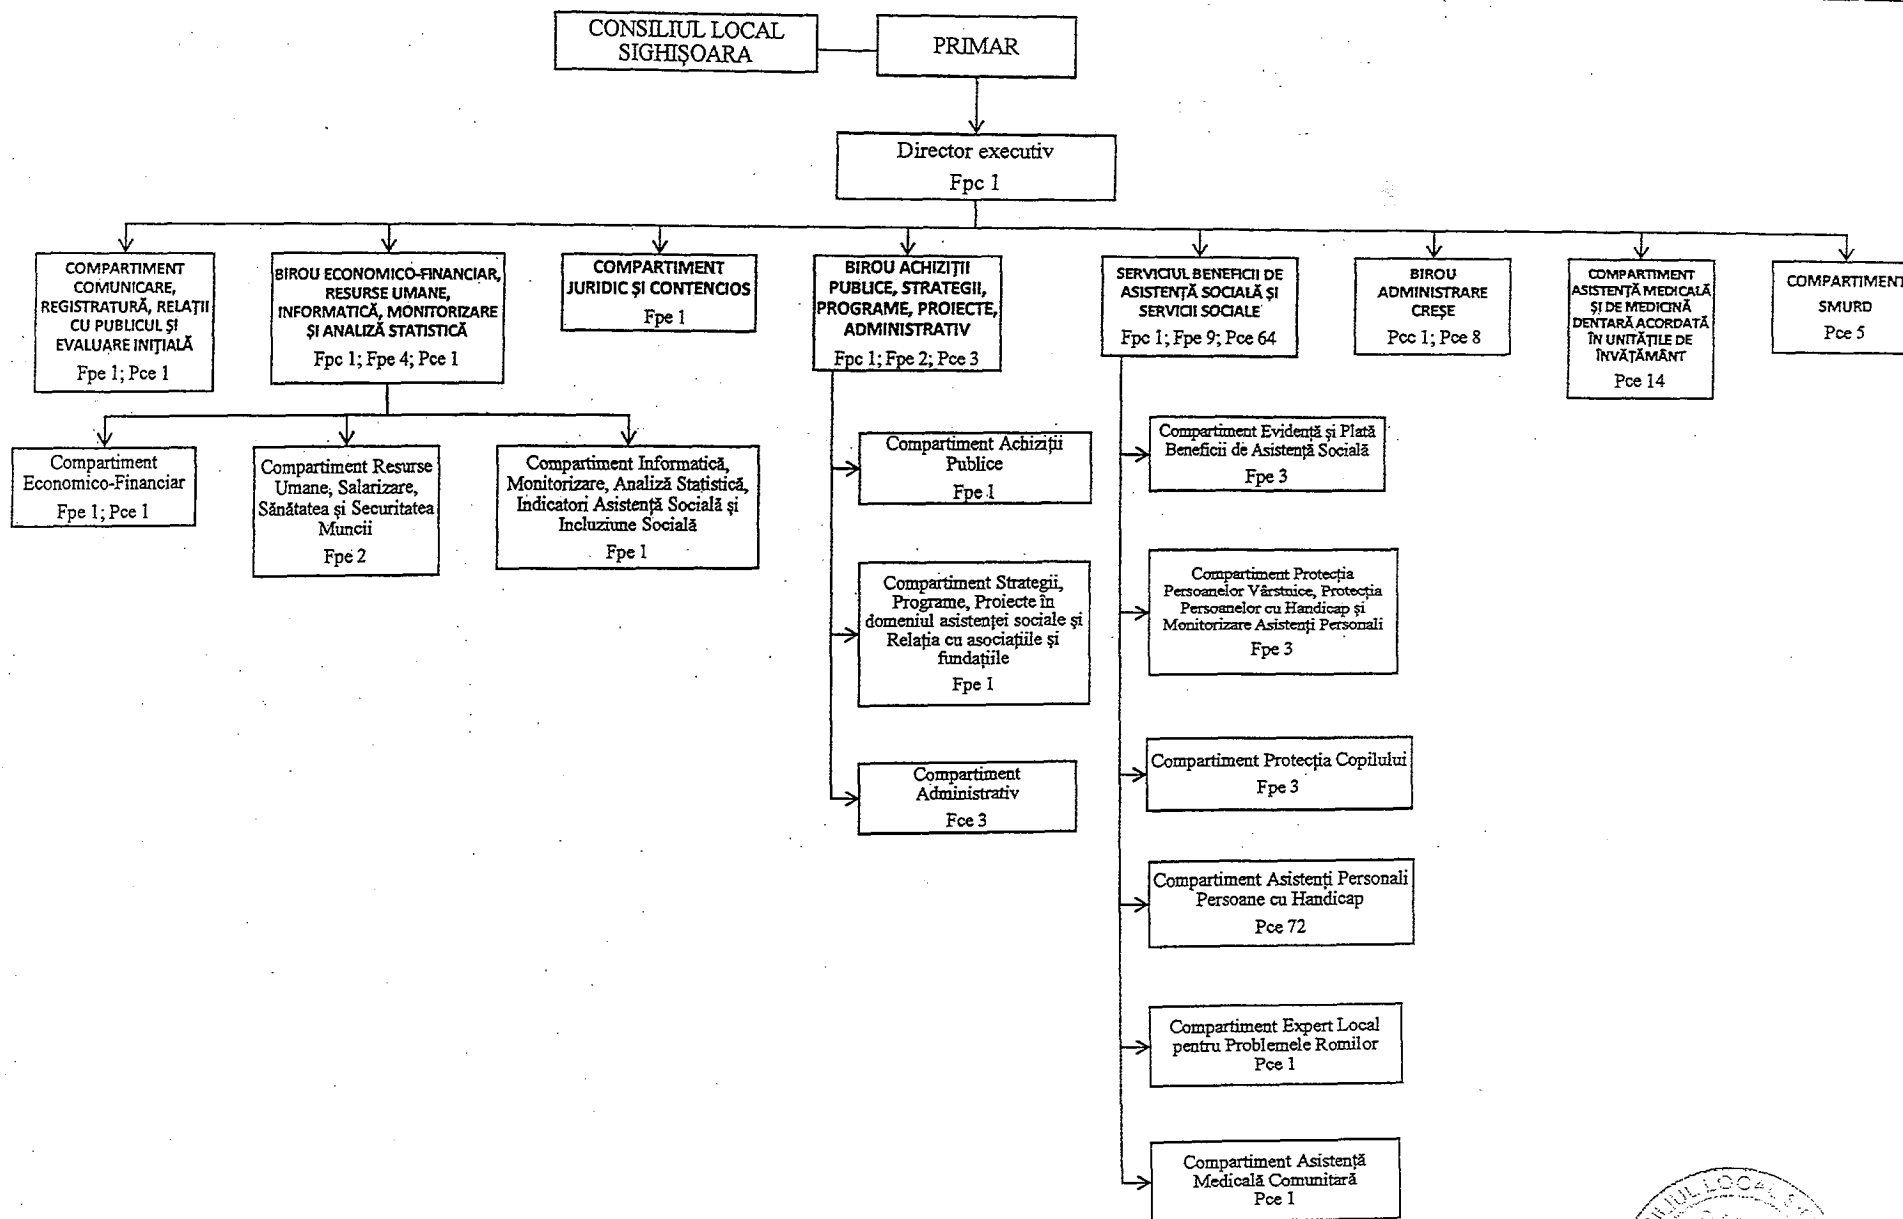 CONSILIUL LOCAL
SIGHIȘOARA
PRIMAR
Director executiv
Fpc 1
COMPARTIMENT
COMUNICARE,
REGISTRATURĂ, RELAȚII
CU PUBLICUL ȘI
EVALUARE INIȚIALĂ
Fpe 1; Pce 1
BIROU ECONOMICO-FINANCIAR,
RESURSE UMANE,
INFORMATICĂ, MONITORIZARE
ȘI ANALIZĂ STATISTICĂ
Fpc 1; Fpe 4; Pce 1
COMPARTIMENT
JURIDIC ȘI CONTENCIOS
Fpe 1
BIROU ACHIZIȚII
PUBLICE, STRATEGII,
PROGRAME, PROIECTE,
ADMINISTRATIV
Fpc 1; Fpe 2; Pce 3
SERVICIUL BENEFICII DE
ASISTENȚĂ SOCIALĂ ȘI
SERVICII SOCIALE
Fpc 1; Fpe 9; Pce 64
BIROU
ADMINISTRARE
CREȘE
Pcc 1; Pce 8
COMPARTIMENT
ASISTENȚĂ MEDICALĂ
ȘI DE MEDICINĂ
DENTARĂ ACORDATĂ
ÎN UNITĂȚILE DE
ÎNVĂȚĂMÂNT
Pce 14
COMPARTIMENT
SMURD
Pce 5
Compartiment
Economico-Financiar
Fpe 1; Pce 1
Compartiment Resurse
Umane, Salarizare,
Sănătatea și Securitatea
Muncii
Fpe 2
Compartiment Informatică,
Monitorizare, Analiză Statistică,
Indicatori Asistență Socială și
Incluziune Socială
Fpe 1
Compartiment Achiziții
Publice
Fpe 1
Compartiment Strategii,
Programe, Proiecte în
domeniul asistenței sociale și
Relația cu asociațiile și
fundațiile
Fpe 1
Compartiment
Administrativ
Fce 3
Compartiment Evidență și Plată
Beneficii de Asistență Socială
Fpe 3
Compartiment Protecția
Persoanelor Vârstnice, Protecția
Persoanelor cu Handicap și
Monitorizare Asistenți Personali
Fpe 3
Compartiment Protecția Copilului
Fpe 3
Compartiment Asistenți Personali
Persoane cu Handicap
Pce 72
Compartiment Expert Local
pentru Problemele Romilor
Pce 1
Compartiment Asistență
Medicală Comunitară
Pce 1
LOCAL